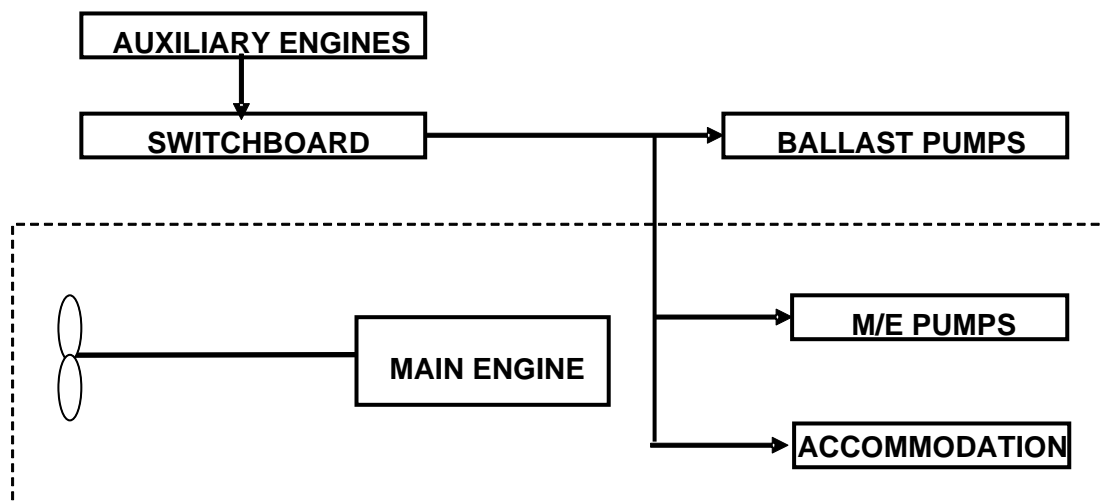 AUXILIARY ENGINES
SWITCHBOARD
BALLAST PUMPS
M/E PUMPS
MAIN ENGINE
ACCOMMODATION